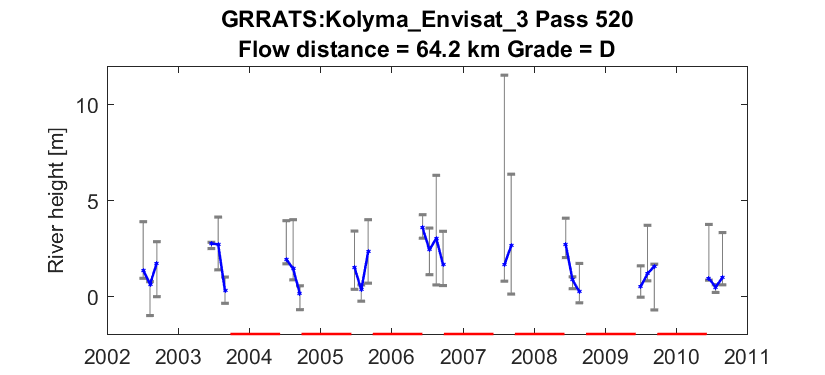 GRRATS:Kolyma_Envisat_3 Pass 520
Flow distance = 64.2 km Grade = D
River height [m]
10
5
0
2002 2003 2004 2005 2006 2007 2008 2009 2010 2011